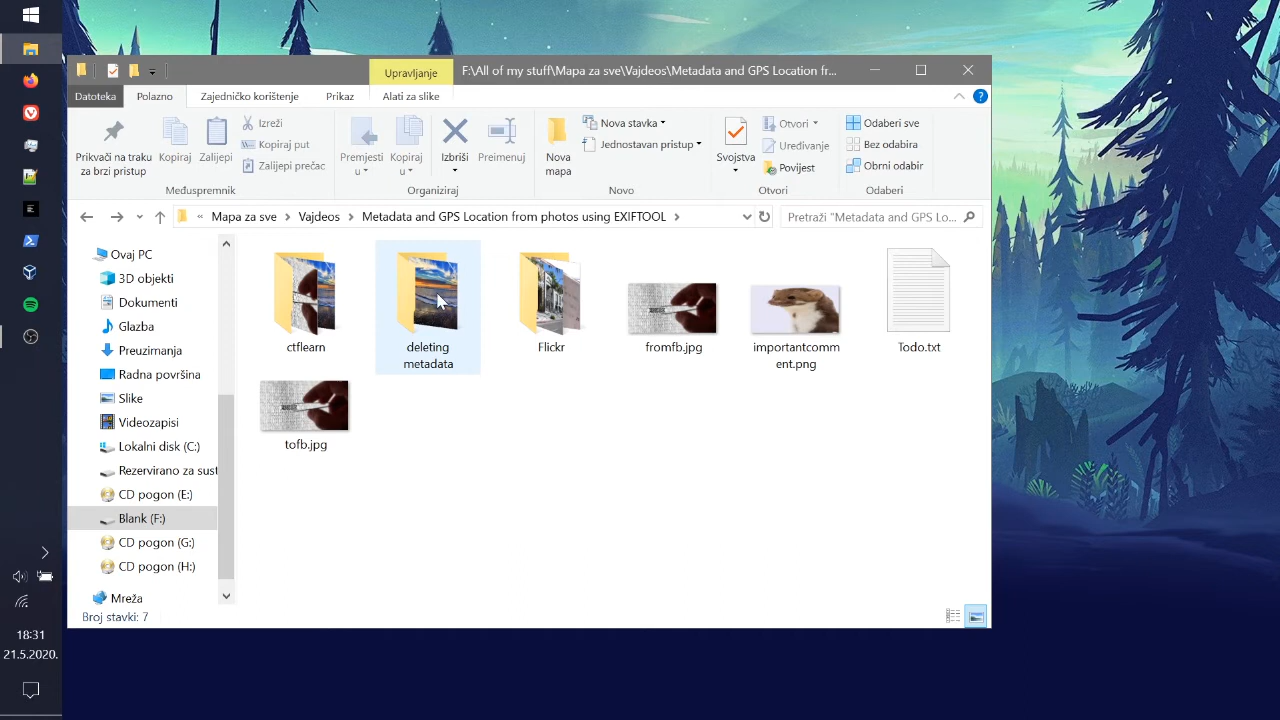 Upravljanje
F:\All of my stuff\Mapa za sve\Vajdeos\Metadata and GPS Location fr...
Datoteka
Polazno
Zajedničko korištenje
Prikaz
Alati za slike
Prikvači na traku
za brzi pristup
Kopiraj
Zalijepi
Izreži
Kopiraj put
Zalijepi prečac
Međuspremnik
Premjesti
u
Kopiraj
u
Izbriši
Preimenuj
Organiziraj
Nova
mapa
Nova stavka
Jednostavan pristup
Novo
Svojstva
Otvori
Uređivanje
Povijest
Otvori
Odaberi sve
Bez odabira
Obrni odabir
Odaberi
« Mapa za sve > Vajdeos > Metadata and GPS Location from photos using EXIFTOOL >
Pretraži "Metadata and GPS Lo...
Ovaj PC
3D objekti
Dokumenti
Glazba
Preuzimanja
Radna površina
Slike
Videozapisi
Lokalni disk (C:)
Rezervirano za sust
CD pogon (E:)
Blank (F:)
CD pogon (G:)
CD pogon (H:)
Mreža
ctflearn
deleting
metadata
Flickr
fromfb.jpg
importantcomm
ent.png
Todo.txt
tofb.jpg
Broj stavki: 7
18:31
21.5.2020.